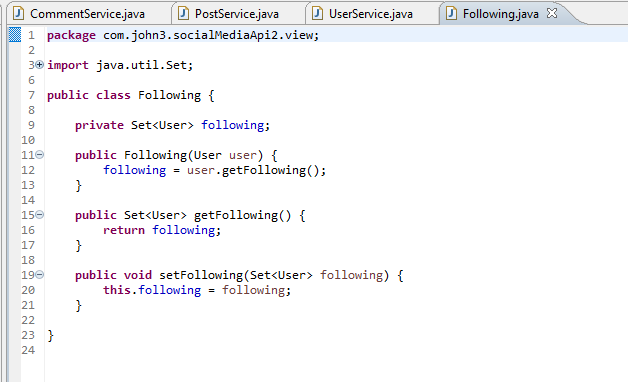 CommentService.java PostService.java UserService.java Following.java
1 package com.john3.socialMediaApi2.view;
2
3 import java.util.Set;
6
7 public class Following {
8
9     private Set<User> following;
10
11     public Following(User user) {
12         following = user.getFollowing();
13     }
14
15     public Set<User> getFollowing() {
16         return following;
17     }
18
19     public void setFollowing(Set<User> following) {
20         this.following = following;
21     }
22
23 }
24